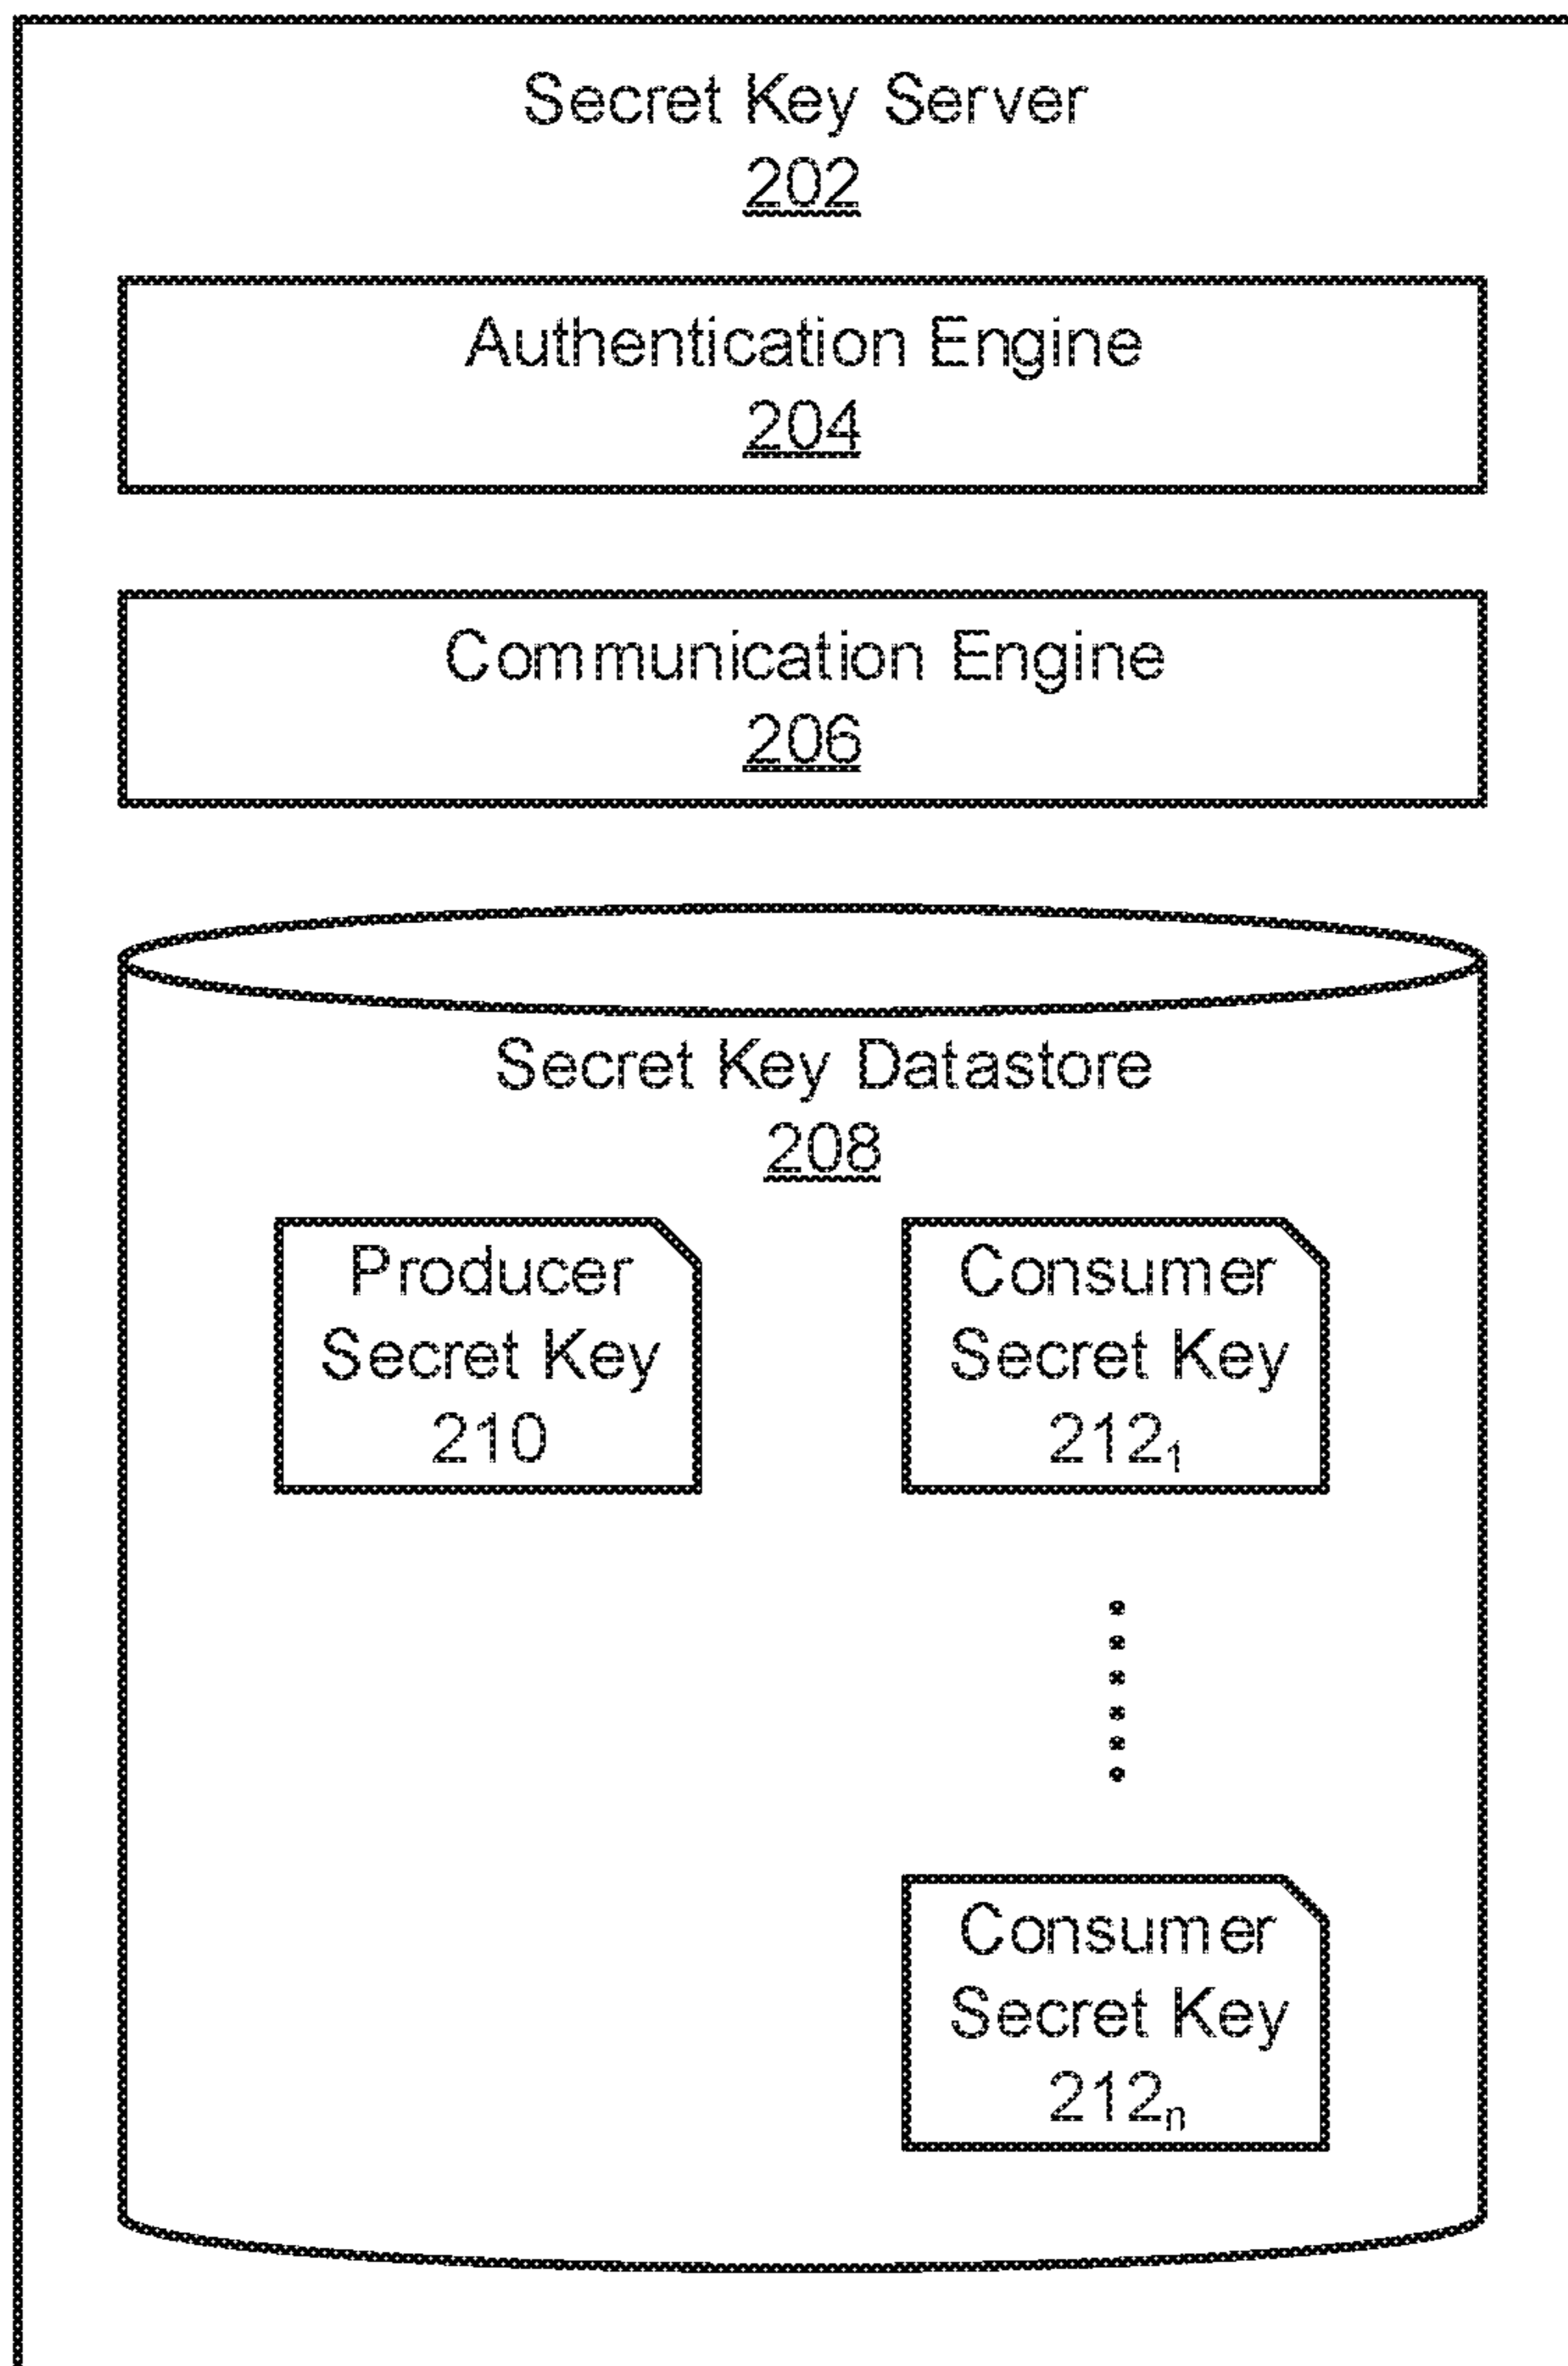 Secret Key Server
202
Authentication Engine
204
Communication Engine
206
Secret Key Datastore
208
Producer
Secret Key
210
Consumer
Secret Key
212₁
Consumer
Secret Key
212ₙ